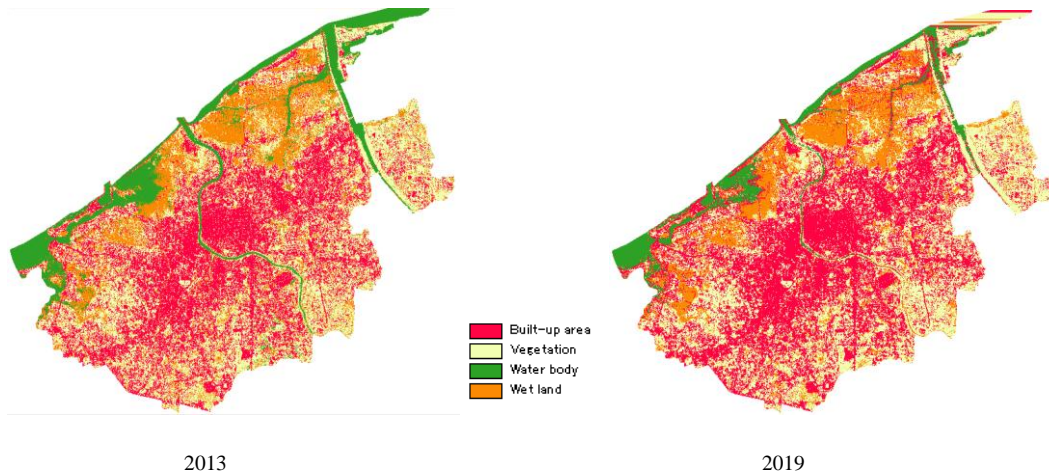 Built-up area
Vegetation
Water body
Wet land
2013
2019